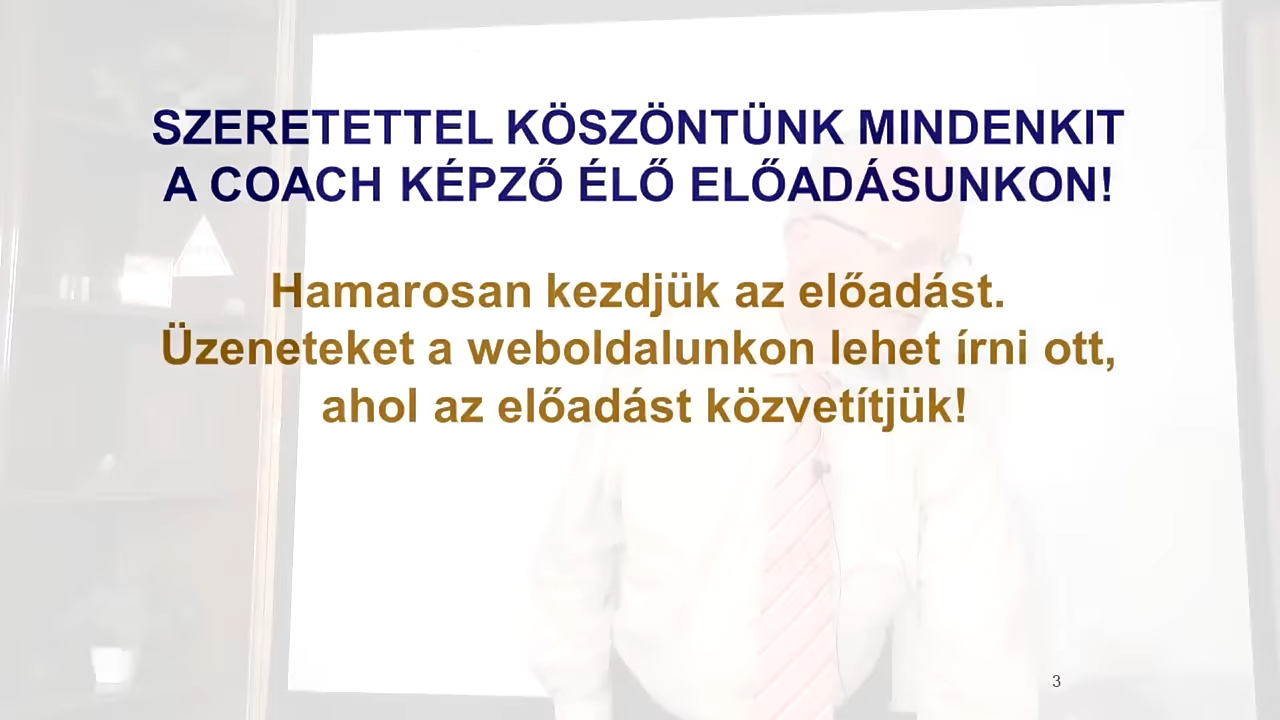 SZERETETTEL KÖSZÖNTÜNK MINDENKIT
A COACH KÉPZŐ ÉLŐ ELŐADÁSUNKON!
Hamarosan kezdjük az előadást.
Üzeneteket a weboldalunkon lehet írni ott,
ahol az előadást közvetítjük!
3